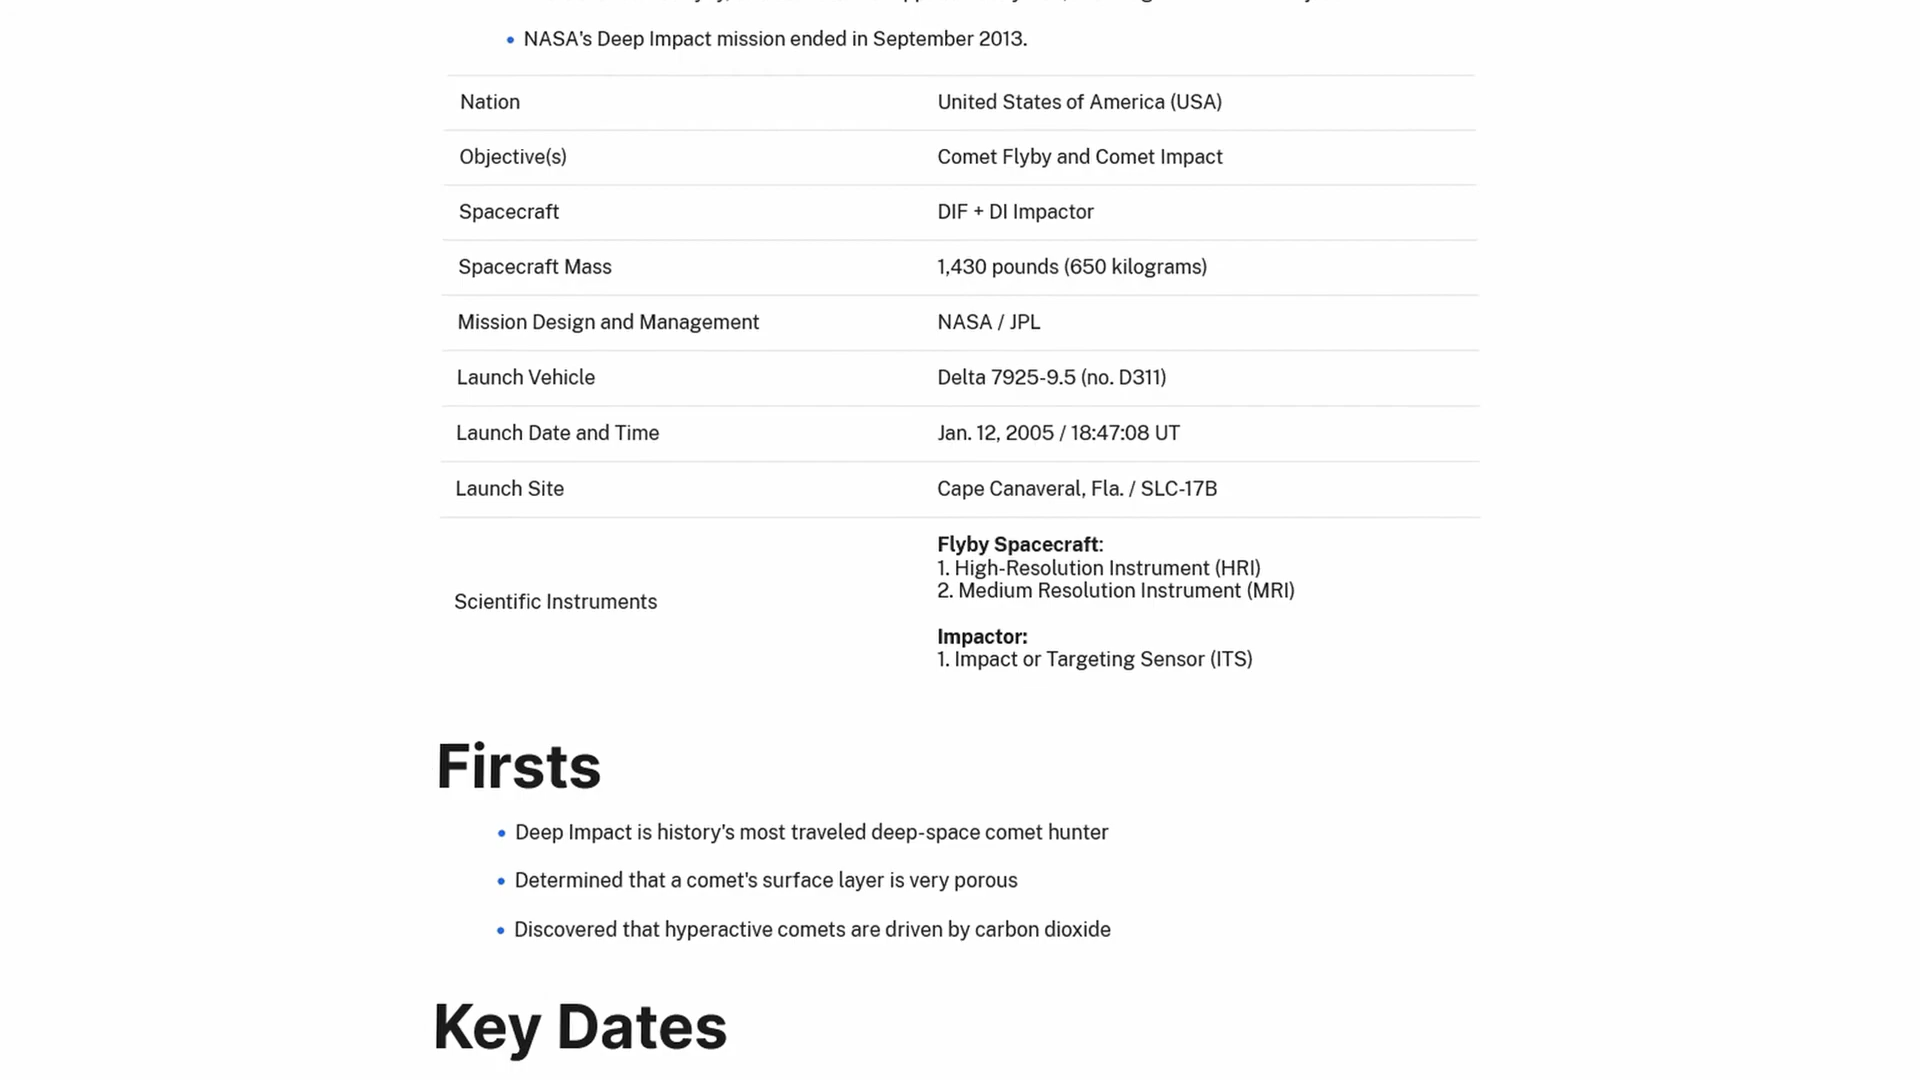 • NASA's Deep Impact mission ended in September 2013.
Nation United States of America (USA)
Objective(s) Comet Flyby and Comet Impact
Spacecraft DIF + DI Impactor
Spacecraft Mass 1,430 pounds (650 kilograms)
Mission Design and Management NASA / JPL
Launch Vehicle Delta 7925-9.5 (no. D311)
Launch Date and Time Jan. 12, 2005 / 18:47:08 UT
Launch Site Cape Canaveral, Fla. / SLC-17B
Scientific Instruments
Flyby Spacecraft:
1. High-Resolution Instrument (HRI)
2. Medium Resolution Instrument (MRI)
Impactor:
1. Impact or Targeting Sensor (ITS)
Firsts
• Deep Impact is history's most traveled deep-space comet hunter
• Determined that a comet's surface layer is very porous
• Discovered that hyperactive comets are driven by carbon dioxide
Key Dates